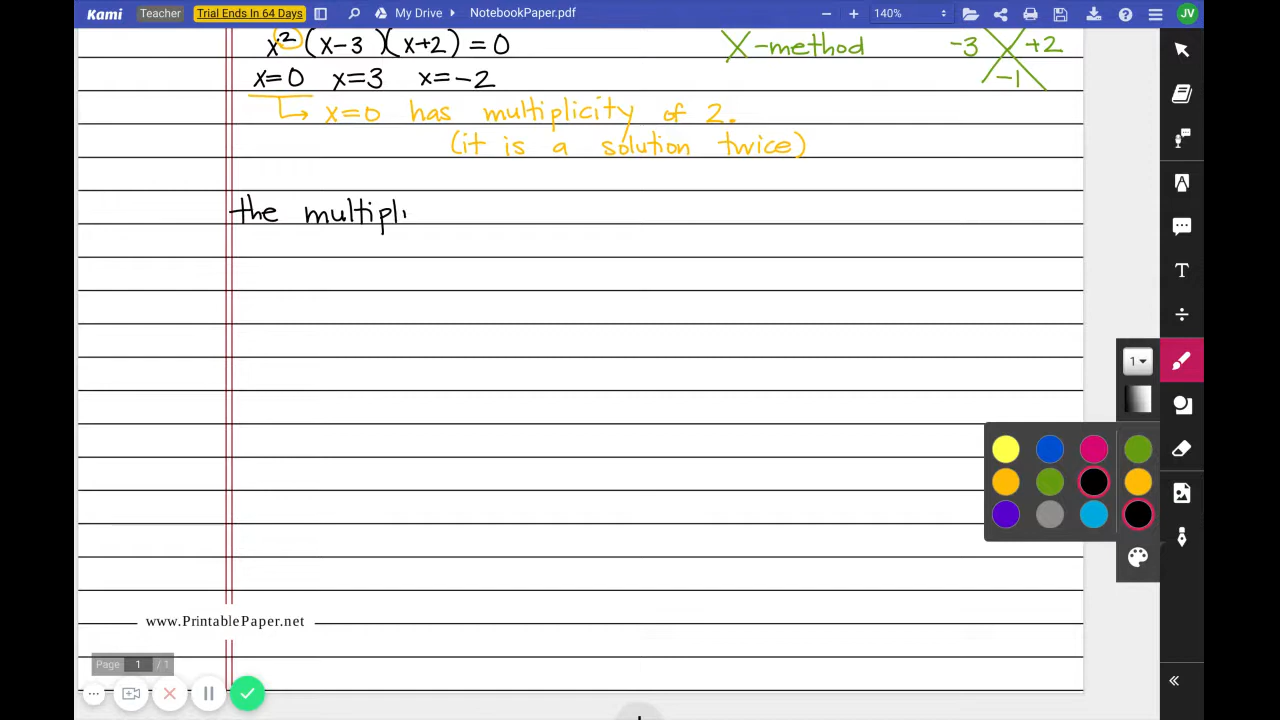 Kami Teacher Trial Ends In 64 Days My Drive NotebookPaper.pdf 140% JV
x²(x-3)(x+2) = 0 X-method -3 +2
x=0 x=3 x=-2 -1
x=0 has multiplicity of 2.
(it is a solution twice)
the multipli
1
www.PrintablePaper.net
Page 1 / 1